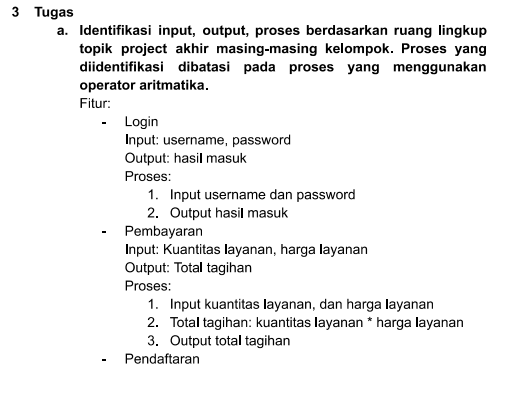 3 Tugas
a. Identifikasi input, output, proses berdasarkan ruang lingkup
topik project akhir masing-masing kelompok. Proses yang
diidentifikasi dibatasi pada proses yang menggunakan
operator aritmatika.
Fitur:
- Login
Input: username, password
Output: hasil masuk
Proses:
1. Input username dan password
2. Output hasil masuk
- Pembayaran
Input: Kuantitas layanan, harga layanan
Output: Total tagihan
Proses:
1. Input kuantitas layanan, dan harga layanan
2. Total tagihan: kuantitas layanan * harga layanan
3. Output total tagihan
- Pendaftaran